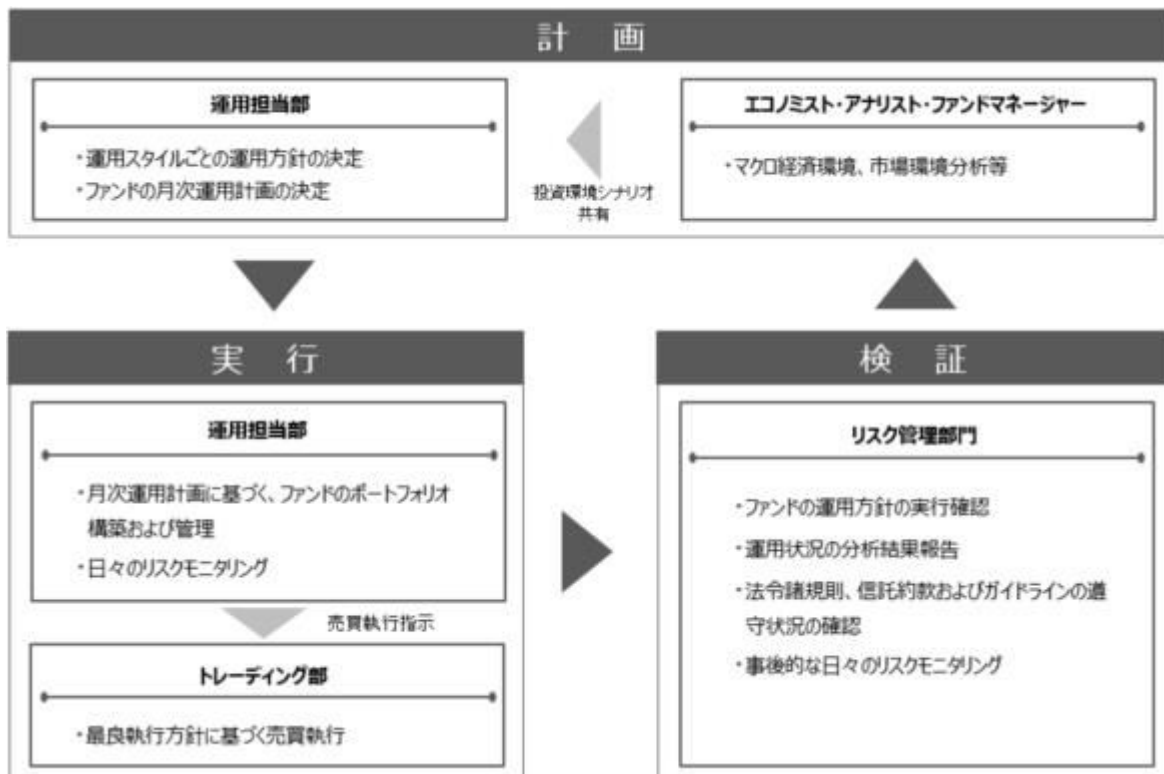 計 画
運用担当部
・運用スタイルごとの運用方針の決定
・ファンドの月次運用計画の決定
投資環境シナリオ
共有
エコノミスト・アナリスト・ファンドマネージャー
・マクロ経済環境、市場環境分析等
実 行
運用担当部
・月次運用計画に基づく、ファンドのポートフォリオ
構築および管理
・日々のリスクモニタリング
売買執行指示
トレーディング部
・最良執行方針に基づく売買執行
検 証
リスク管理部門
・ファンドの運用方針の実行確認
・運用状況の分析結果報告
・法令諸規則、信託約款およびガイドラインの遵
守状況の確認
・事後的な日々のリスクモニタリング